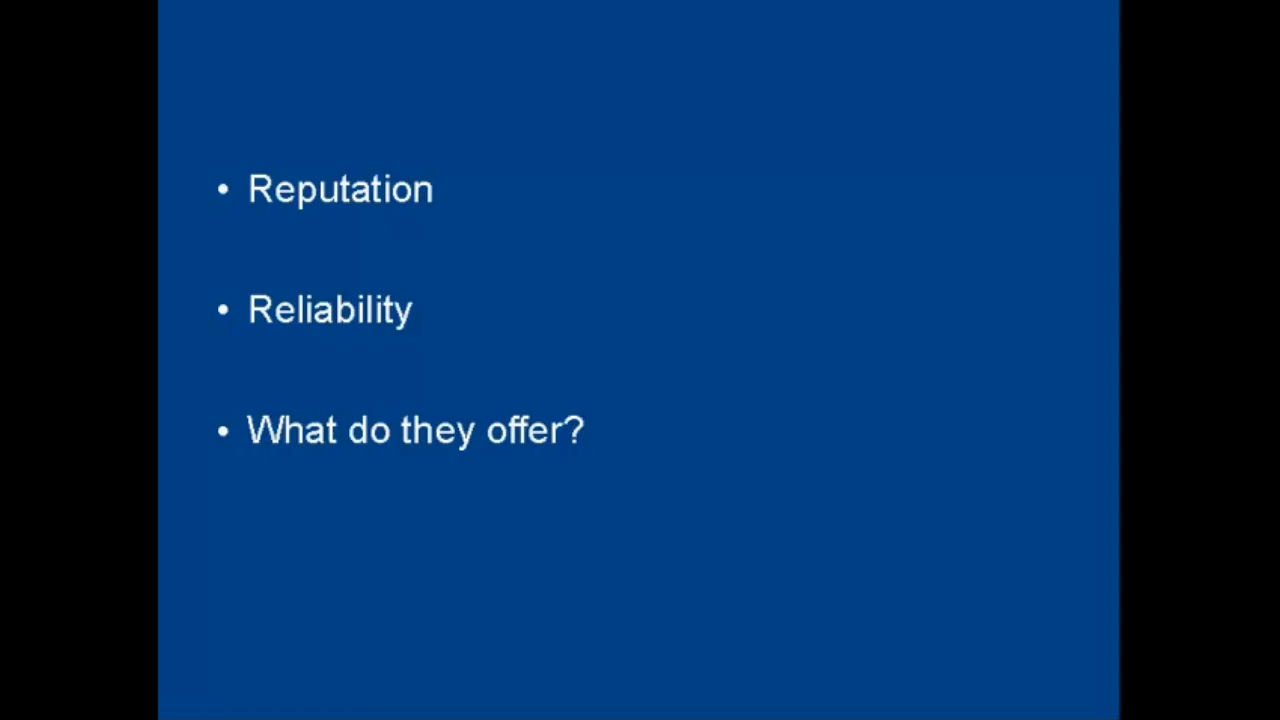 • Reputation
• Reliability
• What do they offer?